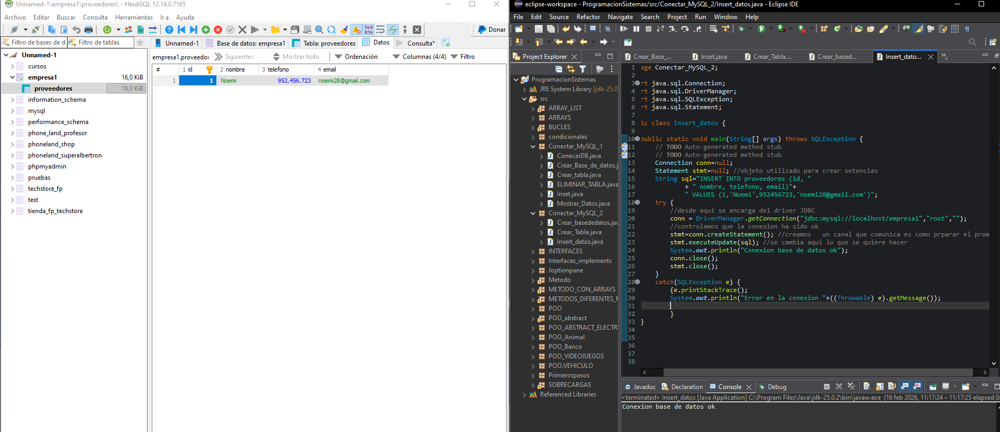 Unnamed-1\empresa1\proveedores\ - HeidiSQL 12.14.0.7165
Archivo Editar Buscar Consulta Herramientas Ir a Ayuda
Donar
Filtro de bases de d Filtro de tablas
Unnamed-1 Base de datos: empresa1 Tabla: proveedores Datos Consulta*
Unnamed-1
cursos
empresa1 16,0 KiB
proveedores 16,0 KiB
information_schema
mysql
performance_schema
phone_land_profesor
phoneland_shop
phoneland_superalbertron
phpmyadmin
pruebas
techstore_fp
test
tienda_fp_techstore
empresa1.proveedor Siguientes Mostrar todo Ordenación Columnas (4/4) Filtro
# 1 id 2 nombre 3 telefono 4 email
1 1 Noemi 952.456.723 noemi28@gmail.com
eclipse-workspace - ProgramacionSistemas/src/Conectar_MySQL_2/Insert_datos.java - Eclipse IDE
File Edit Source Refactor Navigate Search Project Run Window Help
Project Explorer
ProgramacionSistemas
JRE System Library [jdk-25.0
src
ARRAY_LIST
ARRAYS
BUCLES
condicionales
Conectar_MySQL_1
ConecarDB.java
Crear_Base_de_datos.j
Crear_tabla.java
ELIMINAR_TABLA.java
Inset.java
Mostrar_Datos.java
Conectar_MySQL_2
Crear_basededatos.jav
Crear_Tabla.java
Insert_datos.java
INTERFACES
Interfaces_implements
Joptionpane
Metodo
METODO_CON_ARRAYS
METODOS_DIFERENTES_M
POO
POO_abstract
POO_ABSTRACT_ELECTR
POO_Animal
POO_Banco
POO_VIDEOJUEGOS
POO.VEHICULO
Primerospasos
SOBRECARGAS
Referenced Libraries
Crear_Base_... Inset.java Crear_Tabla.... Crear_based... Insert_dato... 6
1 age Conectar_MySQL_2;
2
3 rt java.sql.Connection;
4 rt java.sql.DriverManager;
5 rt java.sql.SQLException;
6 rt java.sql.Statement;
7
8 ic class Insert_datos {
9
10 public static void main(String[] args) throws SQLException {
11 // TODO Auto-generated method stub
12 // TODO Auto-generated method stub
13 Connection conn=null;
14 Statement stmt=null; //objeto utilizado para crear setencias
15 String sql="INSERT INTO proveedores (id, "
16 + " nombre, telefono, email)"+
17 " VALUES (1,'Noemi',952456723,'noemi28@gmail.com')";
18 try {
19 //desde aqui se encarga del driver JDBC
20 conn = DriverManager.getConnection("jdbc:mysql://localhost/empresa1","root","");
21 //controlamos que la conexion ha sido ok
22 stmt=conn.createStatement(); //creamos un canal que comunica es como prparar el prom
23 stmt.executeUpdate(sql); //se cambia aqui lo que se quiere hacer
24 System.out.println("Conexion base de datos ok");
25 conn.close();
26 stmt.close();
27 }
28 catch(SQLException e) {
29 {e.printStackTrace();
30 System.out.println("Error en la conexion "+((Throwable) e).getMessage());
31
32 }
33 }
34
35
36
37
38
Javadoc Declaration Console Debug
<terminated> Insert_datos [Java Application] C:\Program Files\Java\jdk-25.0.2\bin\javaw.exe (16 feb 2026, 11:17:24 – 11:17:25 elapsed 0:
Conexion base de datos ok